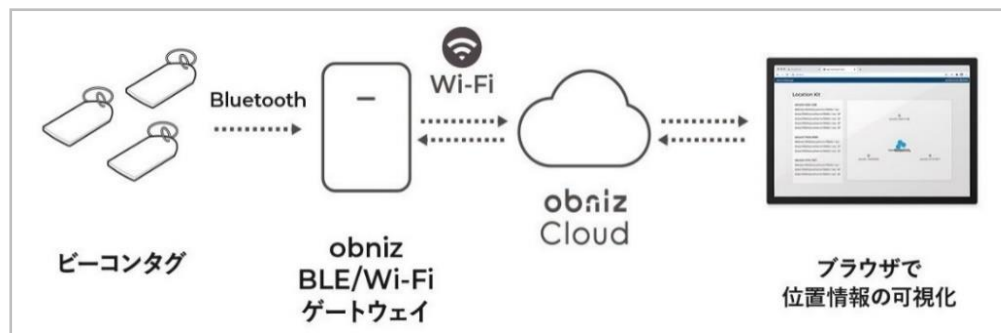 Wi-Fi
Bluetooth
Location Kit
obniz
Cloud
ビーコンタグ
obniz
BLE/Wi-Fi
ゲートウェイ
ブラウザで
位置情報の可視化